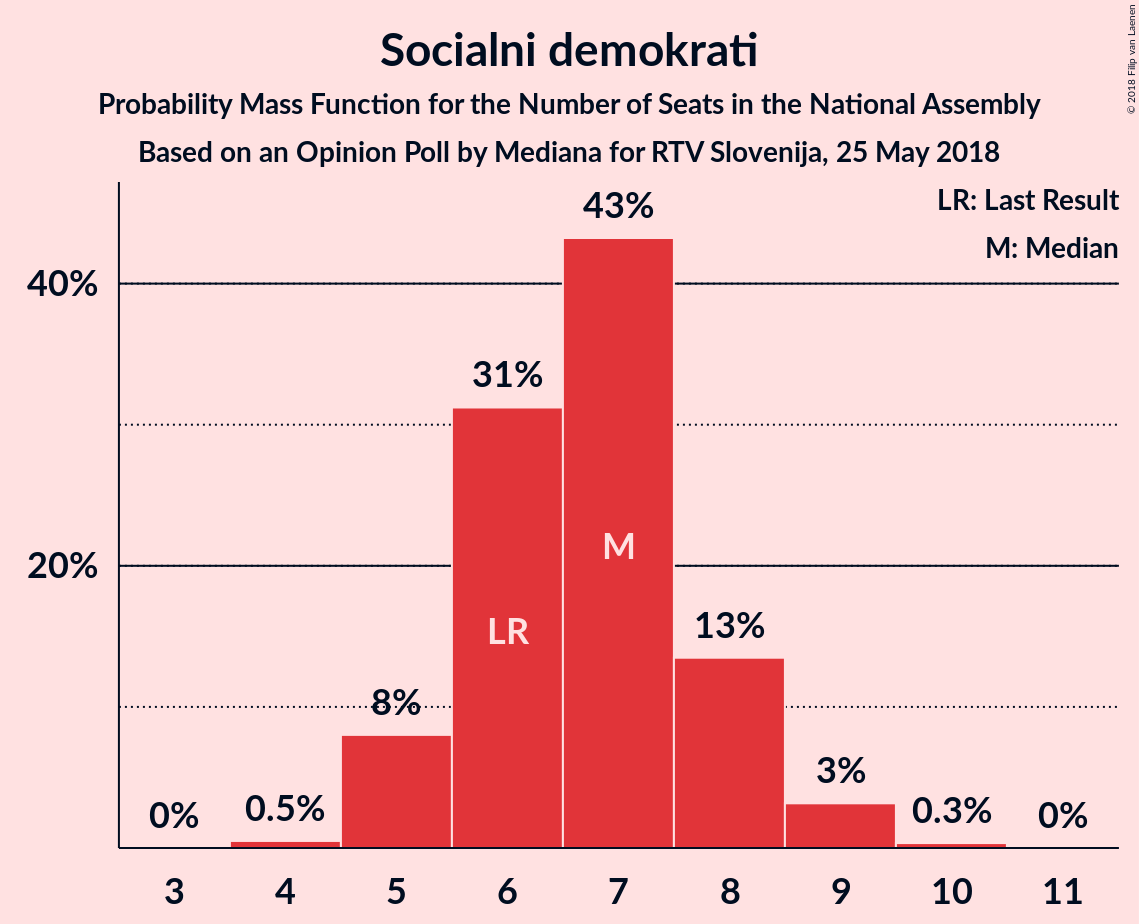 Socialni demokrati
Probability Mass Function for the Number of Seats in the National Assembly
Based on an Opinion Poll by Mediana for RTV Slovenija, 25 May 2018
© 2018 Filip van Laenen
LR: Last Result
M: Median
40%
20%
0%
0.5%
8%
31%
43%
13%
3%
0.3%
0%
LR
M
3 4 5 6 7 8 9 10 11